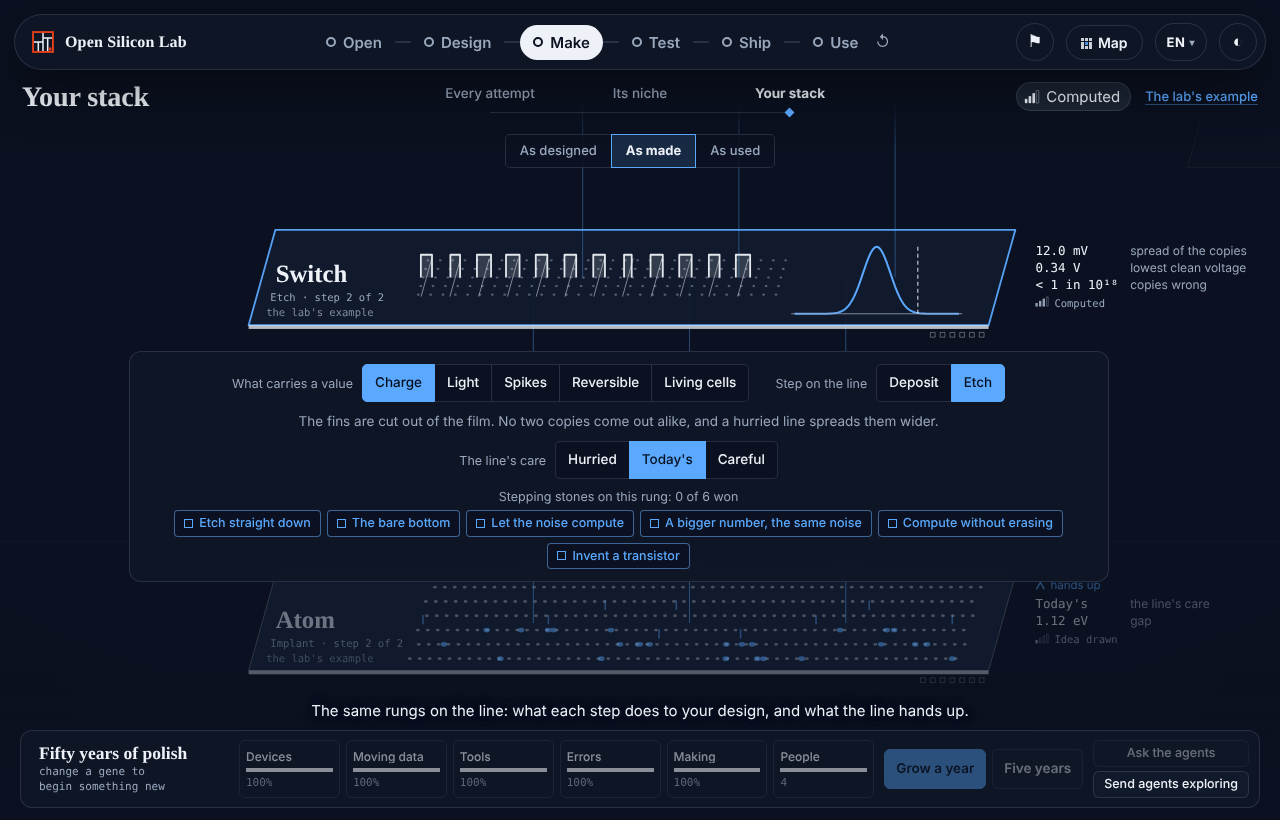 Open Silicon Lab
Open
Design
Make
Test
Ship
Use
Map
EN
Your stack
Every attempt
Its niche
Your stack
Computed
The lab's example
As designed
As made
As used
Switch
Etch · step 2 of 2
the lab's example
12.0 mV spread of the copies
0.34 V lowest clean voltage
< 1 in 10¹⁸ copies wrong
Computed
What carries a value
Charge
Light
Spikes
Reversible
Living cells
Step on the line
Deposit
Etch
The fins are cut out of the film. No two copies come out alike, and a hurried line spreads them wider.
The line's care
Hurried
Today's
Careful
Stepping stones on this rung: 0 of 6 won
Etch straight down
The bare bottom
Let the noise compute
A bigger number, the same noise
Compute without erasing
Invent a transistor
Atom
Implant · step 2 of 2
the lab's example
hands up
Today's the line's care
1.12 eV gap
Idea drawn
The same rungs on the line: what each step does to your design, and what the line hands up.
Fifty years of polish
change a gene to
begin something new
Devices
100%
Moving data
100%
Tools
100%
Errors
100%
Making
100%
People
4
Grow a year
Five years
Ask the agents
Send agents exploring